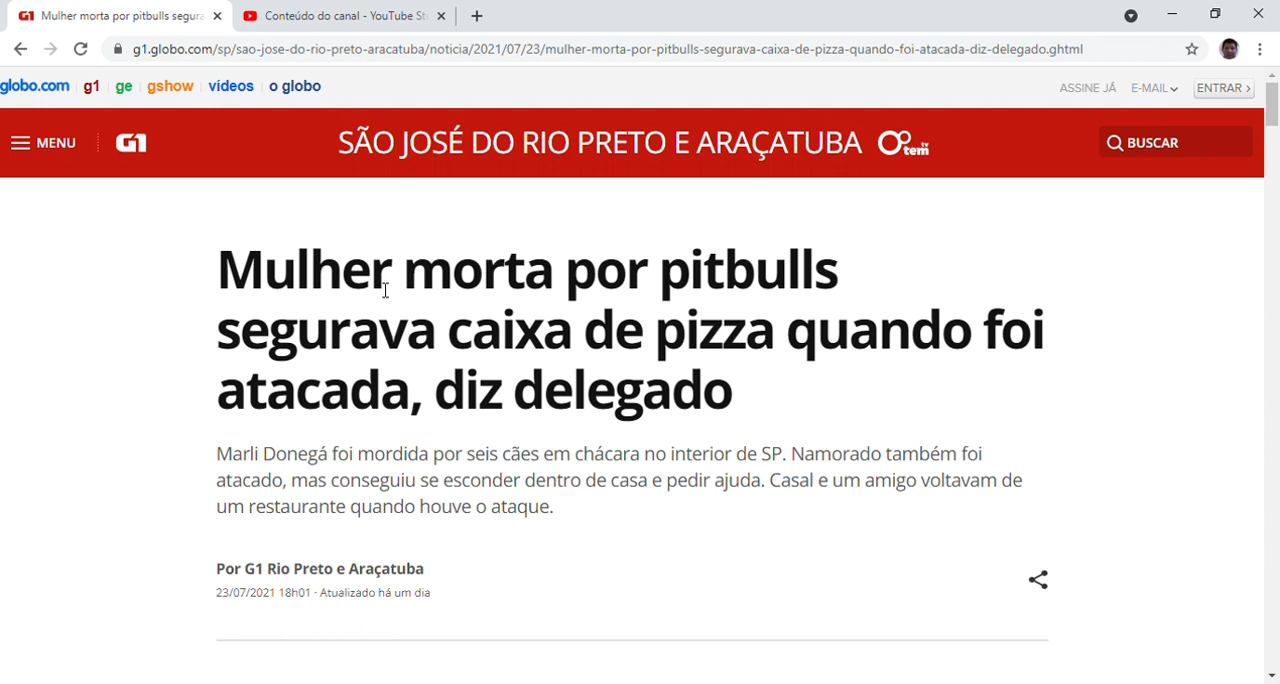 G1 Mulher morta por pitbulls segura
Conteúdo do canal - YouTube St
g1.globo.com/sp/sao-jose-do-rio-preto-aracatuba/noticia/2021/07/23/mulher-morta-por-pitbulls-segurava-caixa-de-pizza-quando-foi-atacada-diz-delegado.ghtml
globo.com g1 ge gshow vídeos o globo
ASSINE JÁ E-MAIL ENTRAR ›
MENU G1 SÃO JOSÉ DO RIO PRETO E ARAÇATUBA tv tem BUSCAR
Mulher morta por pitbulls
segurava caixa de pizza quando foi
atacada, diz delegado
Marli Donegá foi mordida por seis cães em chácara no interior de SP. Namorado também foi
atacado, mas conseguiu se esconder dentro de casa e pedir ajuda. Casal e um amigo voltavam de
um restaurante quando houve o ataque.
Por G1 Rio Preto e Araçatuba
23/07/2021 18h01 · Atualizado há um dia